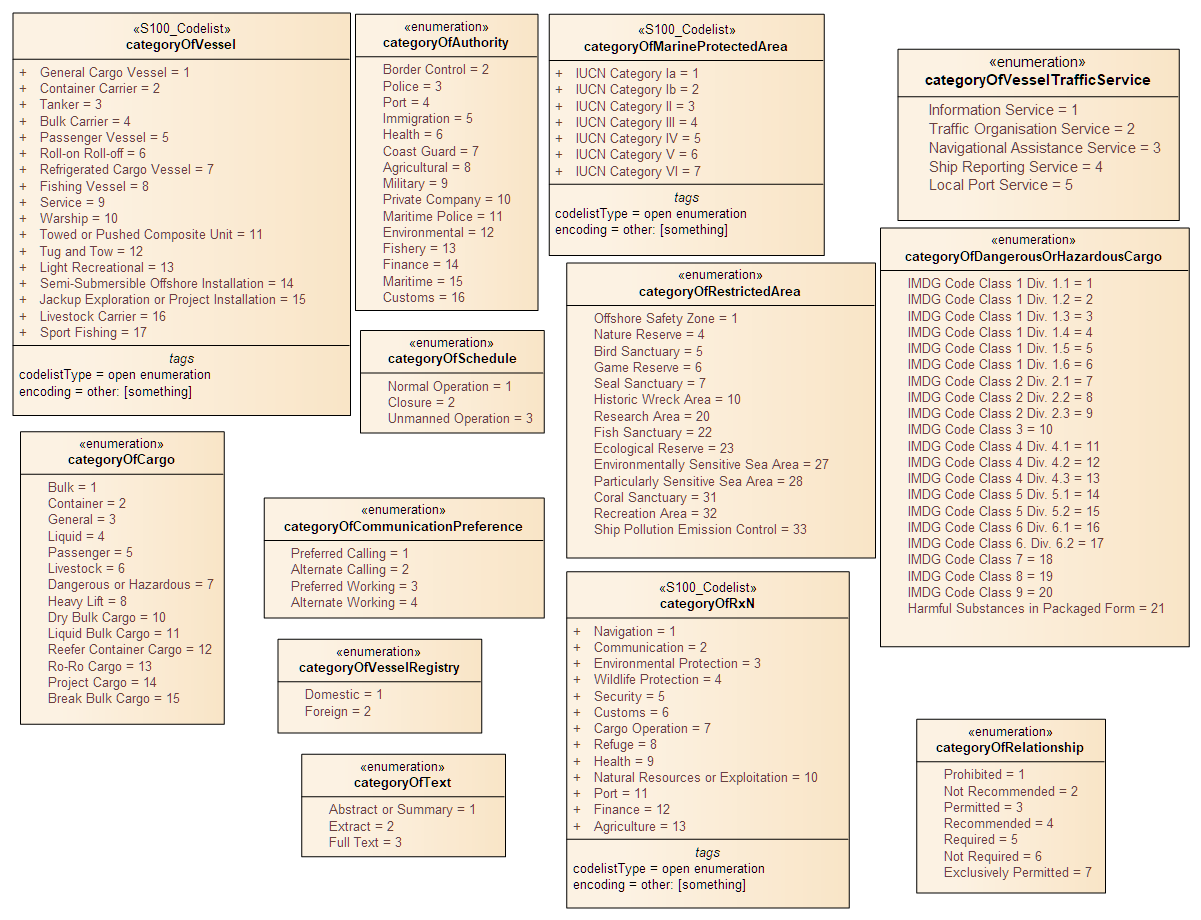 «S100_Codelist»
categoryOfVessel
+ General Cargo Vessel = 1
+ Container Carrier = 2
+ Tanker = 3
+ Bulk Carrier = 4
+ Passenger Vessel = 5
+ Roll-on Roll-off = 6
+ Refrigerated Cargo Vessel = 7
+ Fishing Vessel = 8
+ Service = 9
+ Warship = 10
+ Towed or Pushed Composite Unit = 11
+ Tug and Tow = 12
+ Light Recreational = 13
+ Semi-Submersible Offshore Installation = 14
+ Jackup Exploration or Project Installation = 15
+ Livestock Carrier = 16
+ Sport Fishing = 17
tags
codelistType = open enumeration
encoding = other: [something]
«enumeration»
categoryOfAuthority
Border Control = 2
Police = 3
Port = 4
Immigration = 5
Health = 6
Coast Guard = 7
Agricultural = 8
Military = 9
Private Company = 10
Maritime Police = 11
Environmental = 12
Fishery = 13
Finance = 14
Maritime = 15
Customs = 16
«S100_Codelist»
categoryOfMarineProtectedArea
+ IUCN Category Ia = 1
+ IUCN Category Ib = 2
+ IUCN Category II = 3
+ IUCN Category III = 4
+ IUCN Category IV = 5
+ IUCN Category V = 6
+ IUCN Category VI = 7
tags
codelistType = open enumeration
encoding = other: [something]
«enumeration»
categoryOfVesselTrafficService
Information Service = 1
Traffic Organisation Service = 2
Navigational Assistance Service = 3
Ship Reporting Service = 4
Local Port Service = 5
«enumeration»
categoryOfDangerousOrHazardousCargo
IMDG Code Class 1 Div. 1.1 = 1
IMDG Code Class 1 Div. 1.2 = 2
IMDG Code Class 1 Div. 1.3 = 3
IMDG Code Class 1 Div. 1.4 = 4
IMDG Code Class 1 Div. 1.5 = 5
IMDG Code Class 1 Div. 1.6 = 6
IMDG Code Class 2 Div. 2.1 = 7
IMDG Code Class 2 Div. 2.2 = 8
IMDG Code Class 2 Div. 2.3 = 9
IMDG Code Class 3 = 10
IMDG Code Class 4 Div. 4.1 = 11
IMDG Code Class 4 Div. 4.2 = 12
IMDG Code Class 4 Div. 4.3 = 13
IMDG Code Class 5 Div. 5.1 = 14
IMDG Code Class 5 Div. 5.2 = 15
IMDG Code Class 6 Div. 6.1 = 16
IMDG Code Class 6. Div. 6.2 = 17
IMDG Code Class 7 = 18
IMDG Code Class 8 = 19
IMDG Code Class 9 = 20
Harmful Substances in Packaged Form = 21
«enumeration»
categoryOfRestrictedArea
Offshore Safety Zone = 1
Nature Reserve = 4
Bird Sanctuary = 5
Game Reserve = 6
Seal Sanctuary = 7
Historic Wreck Area = 10
Research Area = 20
Fish Sanctuary = 22
Ecological Reserve = 23
Environmentally Sensitive Sea Area = 27
Particularly Sensitive Sea Area = 28
Coral Sanctuary = 31
Recreation Area = 32
Ship Pollution Emission Control = 33
«enumeration»
categoryOfSchedule
Normal Operation = 1
Closure = 2
Unmanned Operation = 3
«enumeration»
categoryOfCargo
Bulk = 1
Container = 2
General = 3
Liquid = 4
Passenger = 5
Livestock = 6
Dangerous or Hazardous = 7
Heavy Lift = 8
Dry Bulk Cargo = 10
Liquid Bulk Cargo = 11
Reefer Container Cargo = 12
Ro-Ro Cargo = 13
Project Cargo = 14
Break Bulk Cargo = 15
«enumeration»
categoryOfCommunicationPreference
Preferred Calling = 1
Alternate Calling = 2
Preferred Working = 3
Alternate Working = 4
«enumeration»
categoryOfVesselRegistry
Domestic = 1
Foreign = 2
«enumeration»
categoryOfText
Abstract or Summary = 1
Extract = 2
Full Text = 3
«S100_Codelist»
categoryOfRxN
+ Navigation = 1
+ Communication = 2
+ Environmental Protection = 3
+ Wildlife Protection = 4
+ Security = 5
+ Customs = 6
+ Cargo Operation = 7
+ Refuge = 8
+ Health = 9
+ Natural Resources or Exploitation = 10
+ Port = 11
+ Finance = 12
+ Agriculture = 13
tags
codelistType = open enumeration
encoding = other: [something]
«enumeration»
categoryOfRelationship
Prohibited = 1
Not Recommended = 2
Permitted = 3
Recommended = 4
Required = 5
Not Required = 6
Exclusively Permitted = 7